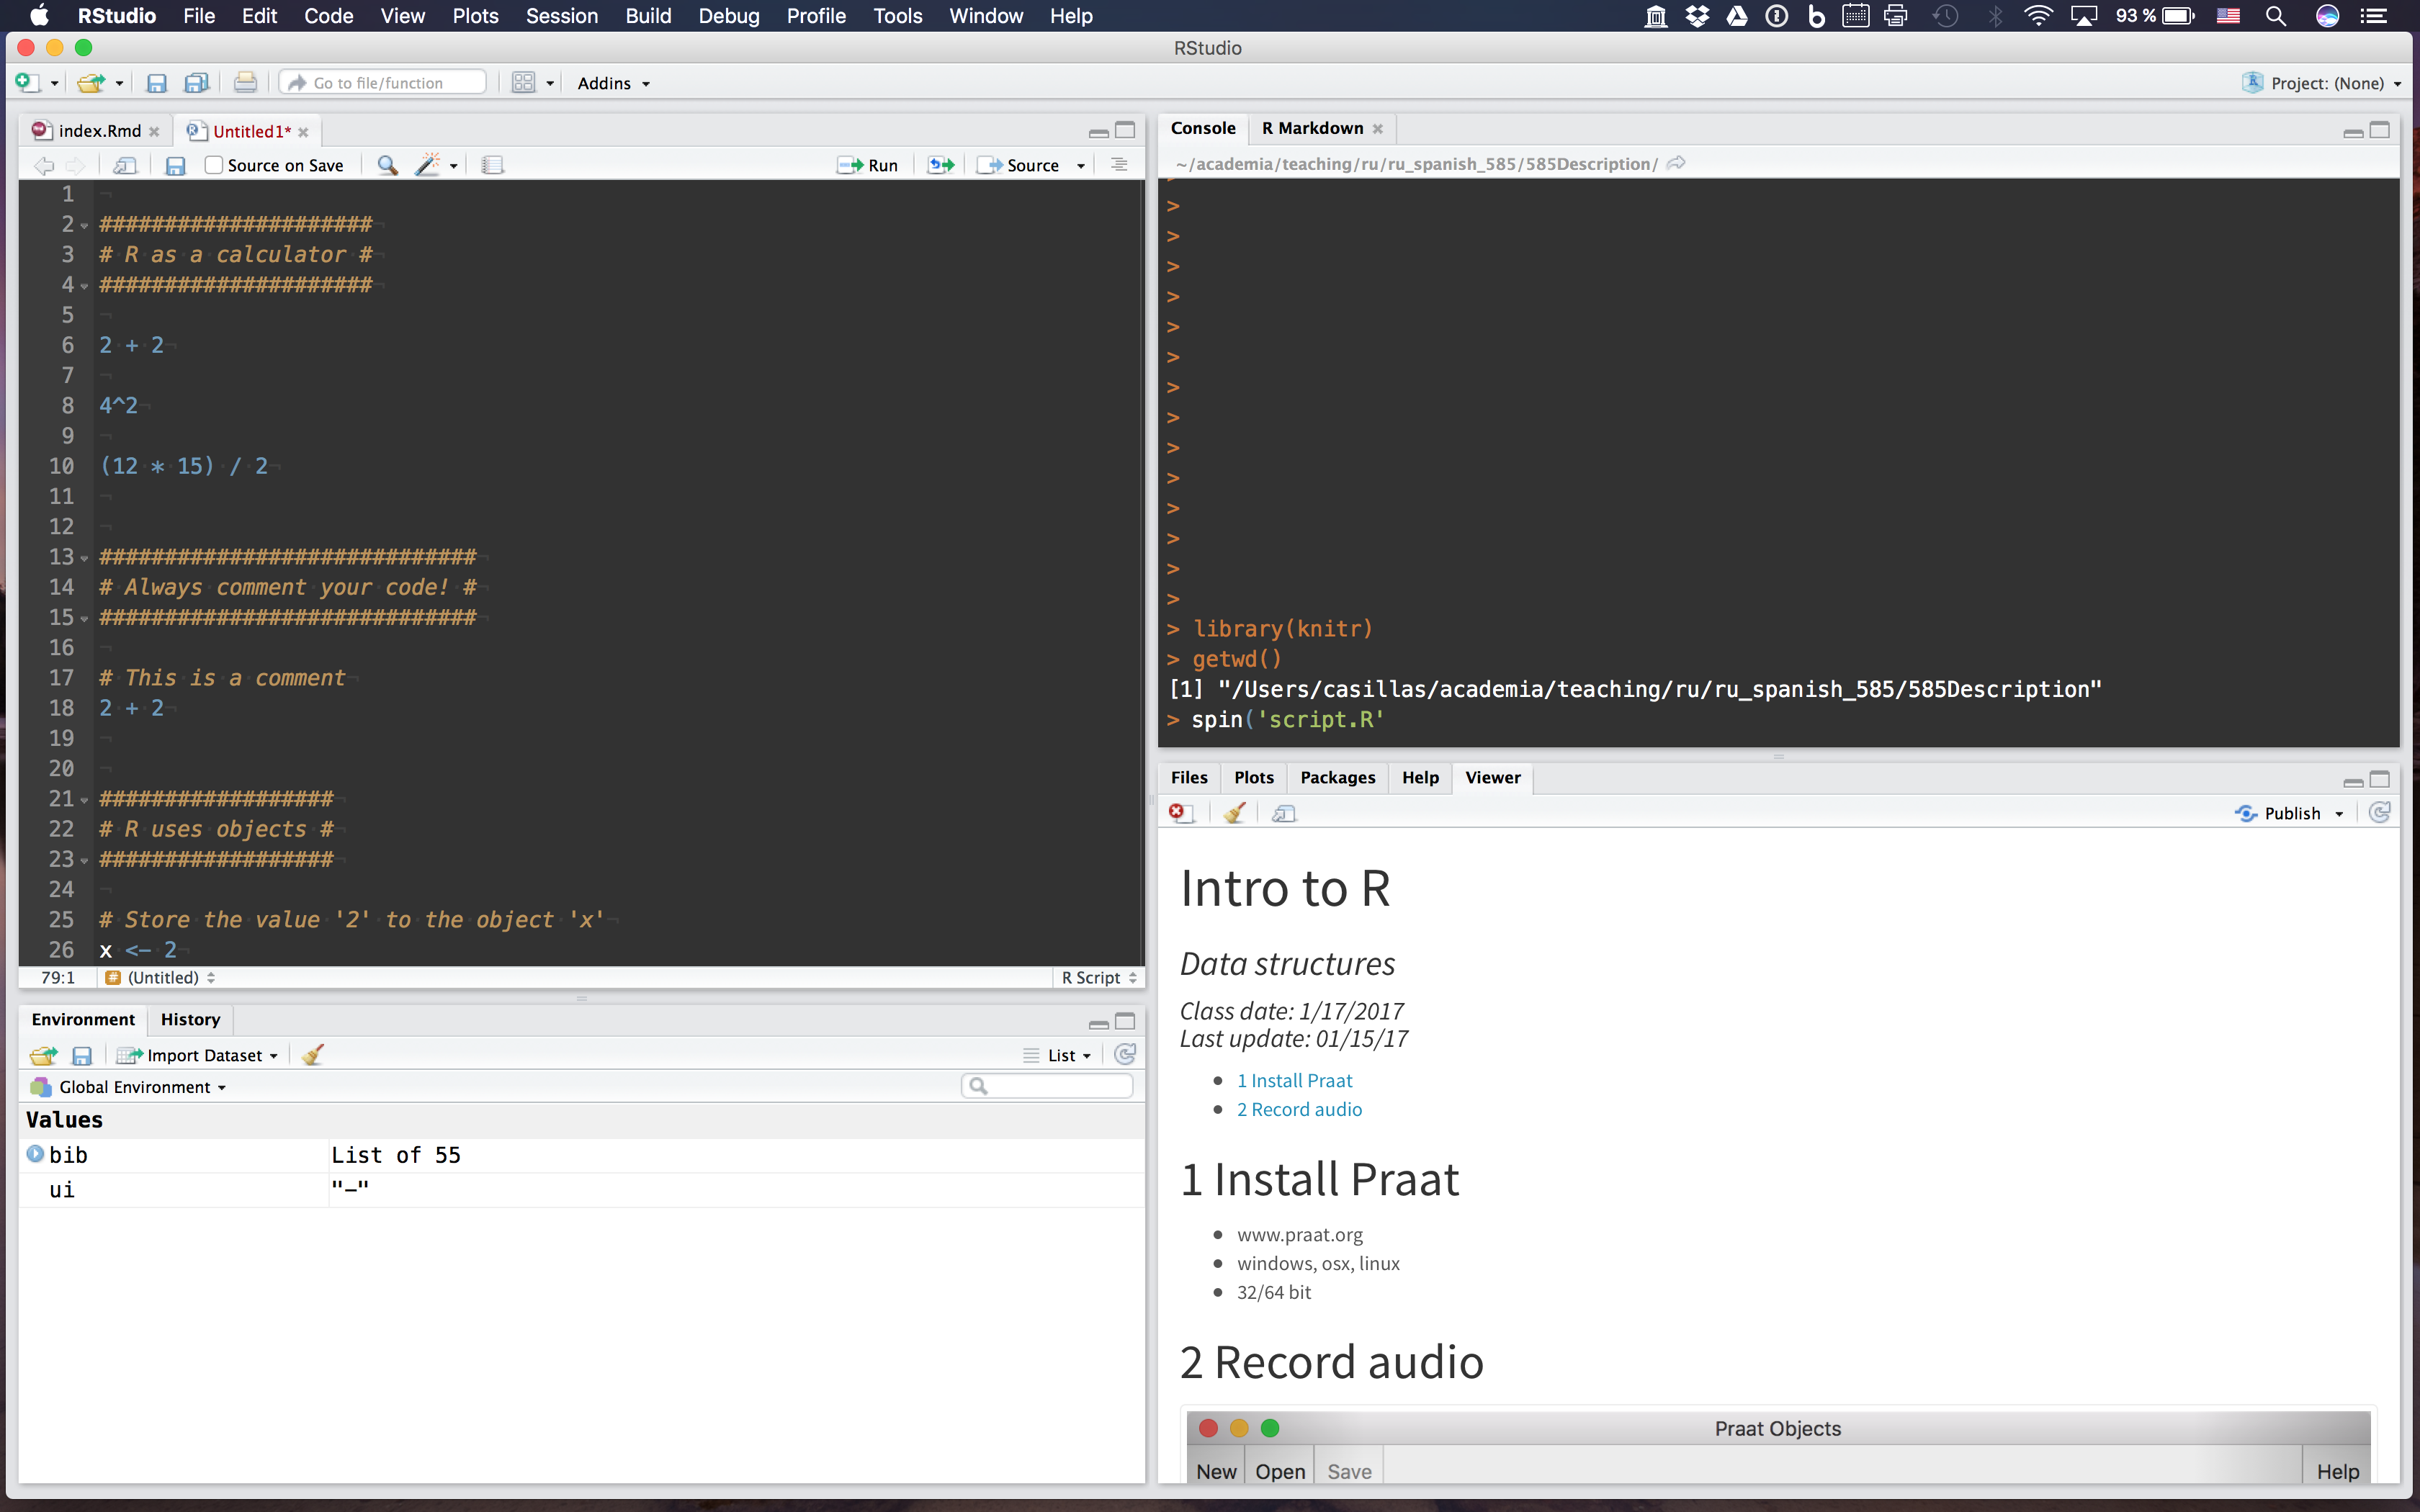 RStudio File Edit Code View Plots Session Build Debug Profile Tools Window Help 93 %
RStudio
Go to file/function Addins Project: (None)
index.Rmd Untitled1*
Source on Save Run Source
1
2 #####################
3 # R as a calculator #
4 #####################
5
6 2 + 2
7
8 4^2
9
10 (12 * 15) / 2
11
12
13 #############################
14 # Always comment your code! #
15 #############################
16
17 # This is a comment
18 2 + 2
19
20
21 ##################
22 # R uses objects #
23 ##################
24
25 # Store the value '2' to the object 'x'
26 x <- 2
79:1 (Untitled) R Script
Environment History
Import Dataset List
Global Environment
Values
bib List of 55
ui "–"
Console R Markdown
~/academia/teaching/ru/ru_spanish_585/585Description/
>
>
>
>
>
>
>
>
>
>
>
>
>
>
> library(knitr)
> getwd()
[1] "/Users/casillas/academia/teaching/ru/ru_spanish_585/585Description"
> spin('script.R'
Files Plots Packages Help Viewer
Publish
Intro to R
Data structures
Class date: 1/17/2017
Last update: 01/15/17
1 Install Praat
2 Record audio
1 Install Praat
www.praat.org
windows, osx, linux
32/64 bit
2 Record audio
Praat Objects
New Open Save Help